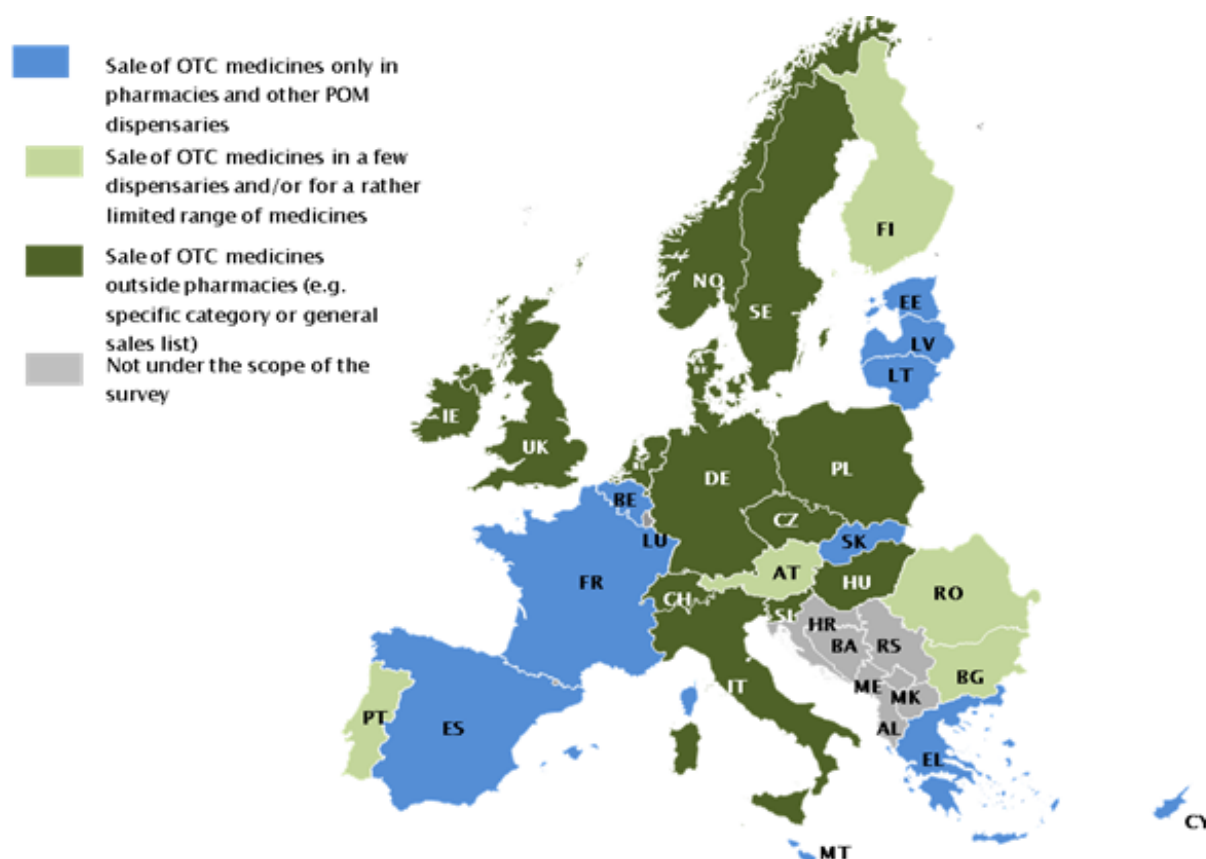 Sale of OTC medicines only in
pharmacies and other POM
dispensaries
Sale of OTC medicines in a few
dispensaries and/or for a rather
limited range of medicines
Sale of OTC medicines
outside pharmacies (e.g.
specific category or general
sales list)
Not under the scope of the
survey
FI
NO
SE
EE
LV
LT
DK
IE
UK
NL
DE
PL
BE
CZ
LU
SK
FR
CH
AT
HU
SI
RO
HR
BA
RS
IT
ME
MK
BG
PT
ES
AL
EL
MT
CY